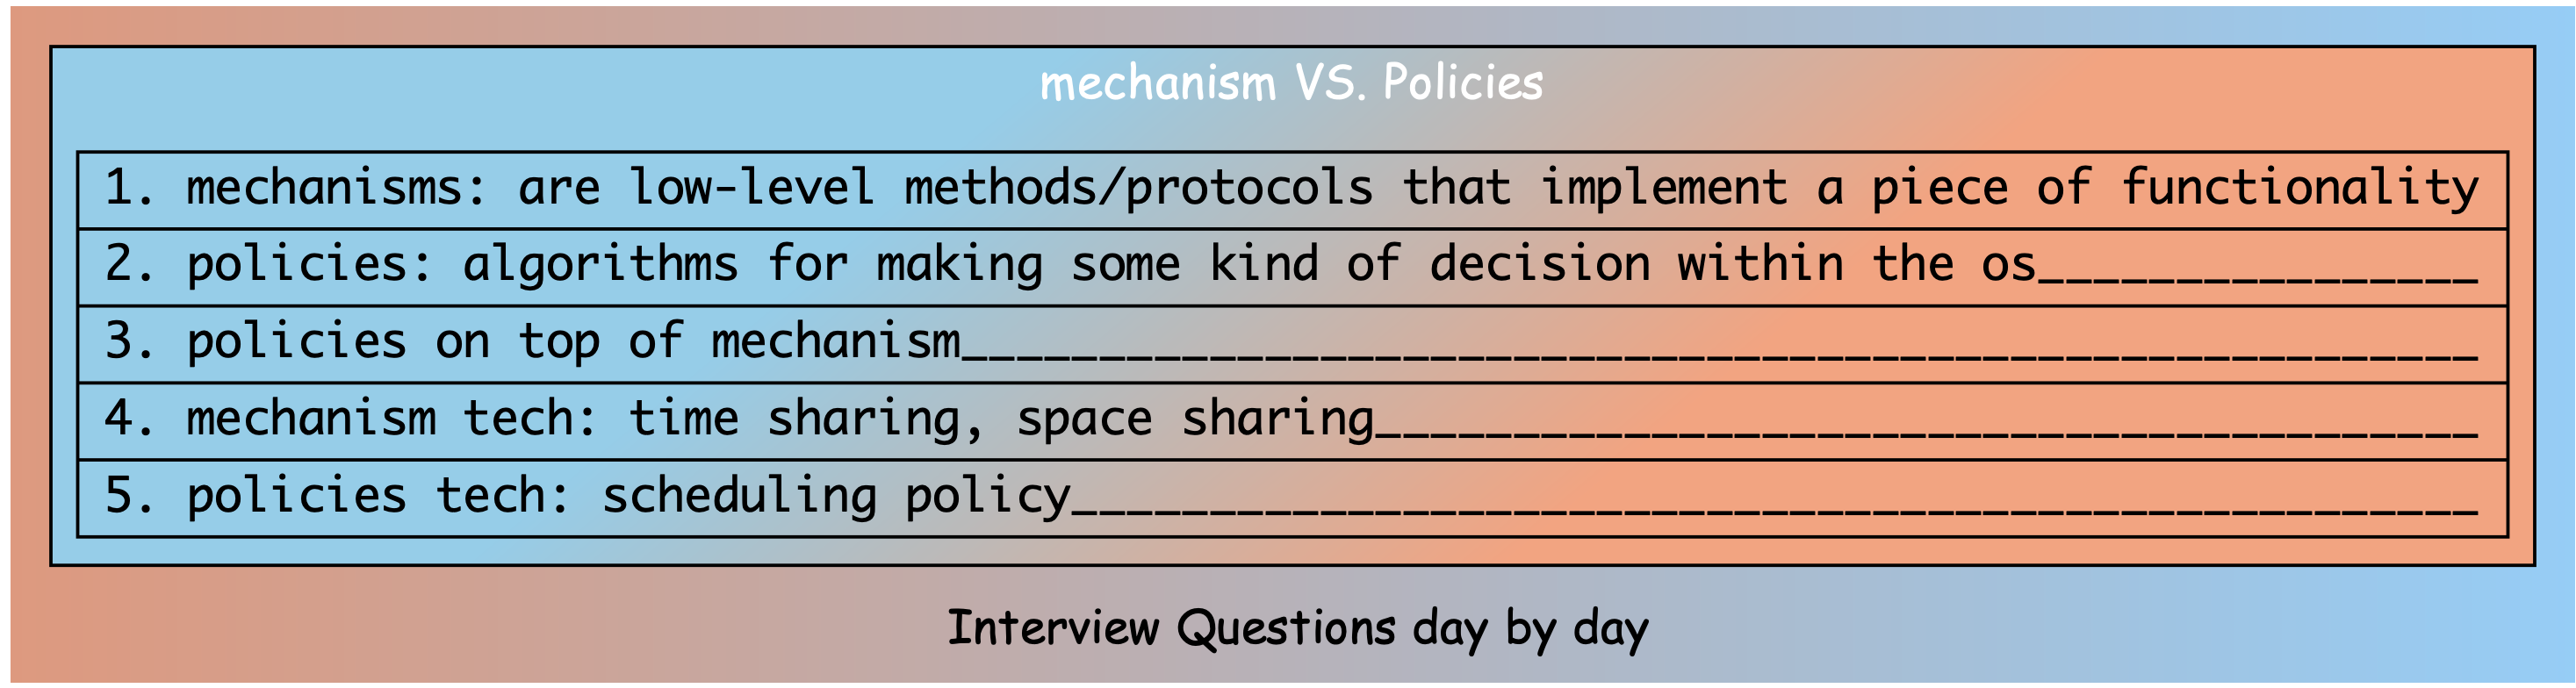 mechanism VS. Policies
1. mechanisms: are low-level methods/protocols that implement a piece of functionality
2. policies: algorithms for making some kind of decision within the os________________
3. policies on top of mechanism_______________________________________________________
4. mechanism tech: time sharing, space sharing________________________________________
5. policies tech: scheduling policy___________________________________________________
Interview Questions day by day